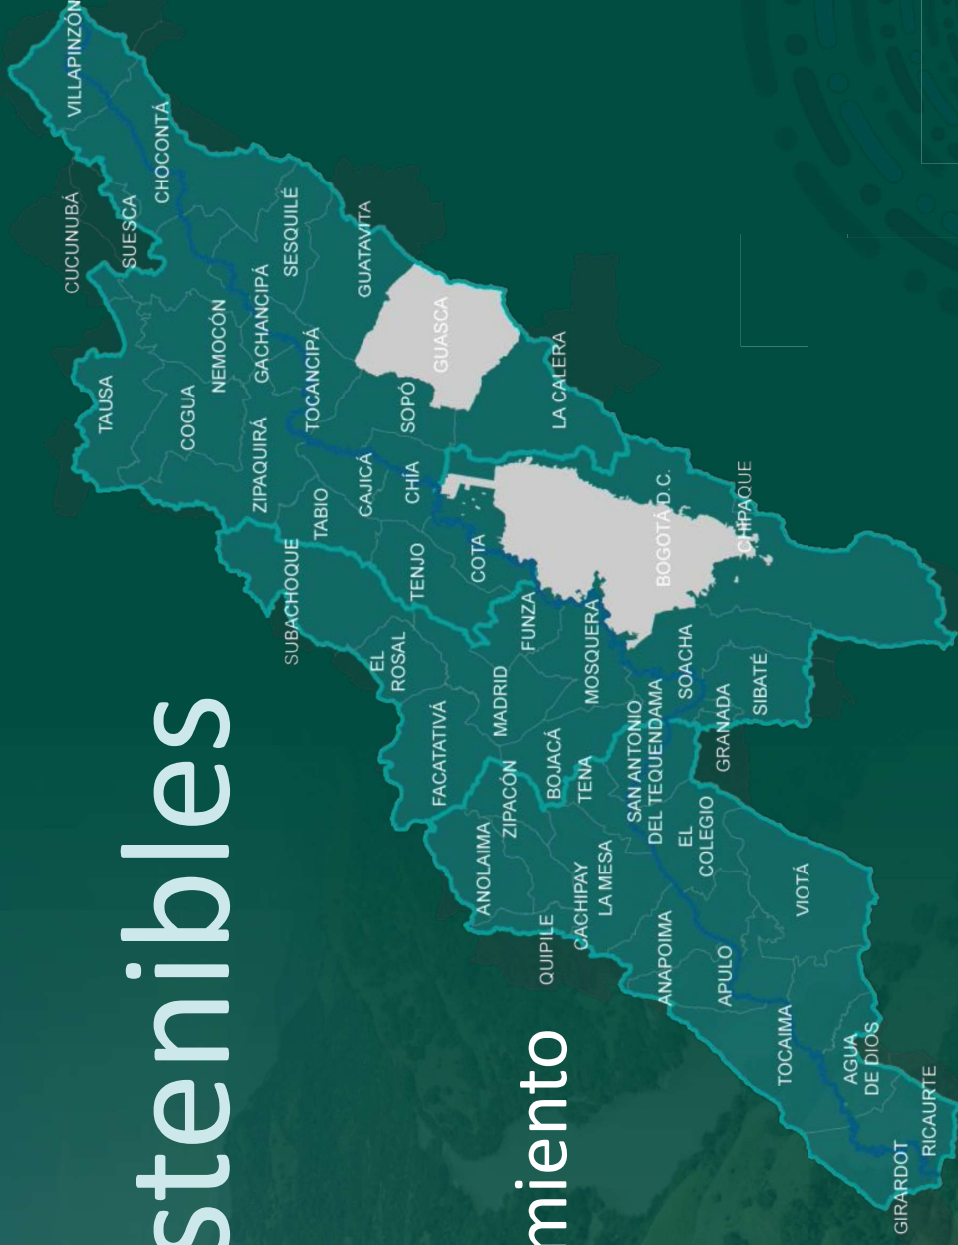 stenibles
miento
CUCUNUBÁ
VILLAPINZÓN
TAUSA
SUESCA
CHOCONTÁ
COGUA
NEMOCÓN
ZIPAQUIRÁ
GACHANCIPÁ
SUBACHOQUE
SESQUILÉ
TABIO
TOCANCIPÁ
CAJICÁ
GUATAVITA
EL
ROSAL
CHÍA
SOPÓ
TENJO
FACATATIVÁ
GUASCA
COTA
ANOLAIMA
MADRID
ZIPACÓN
FUNZA
QUIPILE
BOJACÁ
LA CALERA
CACHIPAY
TENA
MOSQUERA
LA MESA
SAN ANTONIO
DEL TEQUENDAMA
ANAPOIMA
BOGOTÁ D.C.
EL
COLEGIO
SOACHA
APULO
GRANADA
CHIPAQUE
SIBATÉ
TOCAIMA
VIOTÁ
AGUA
DE DIOS
GIRARDOT
RICAURTE